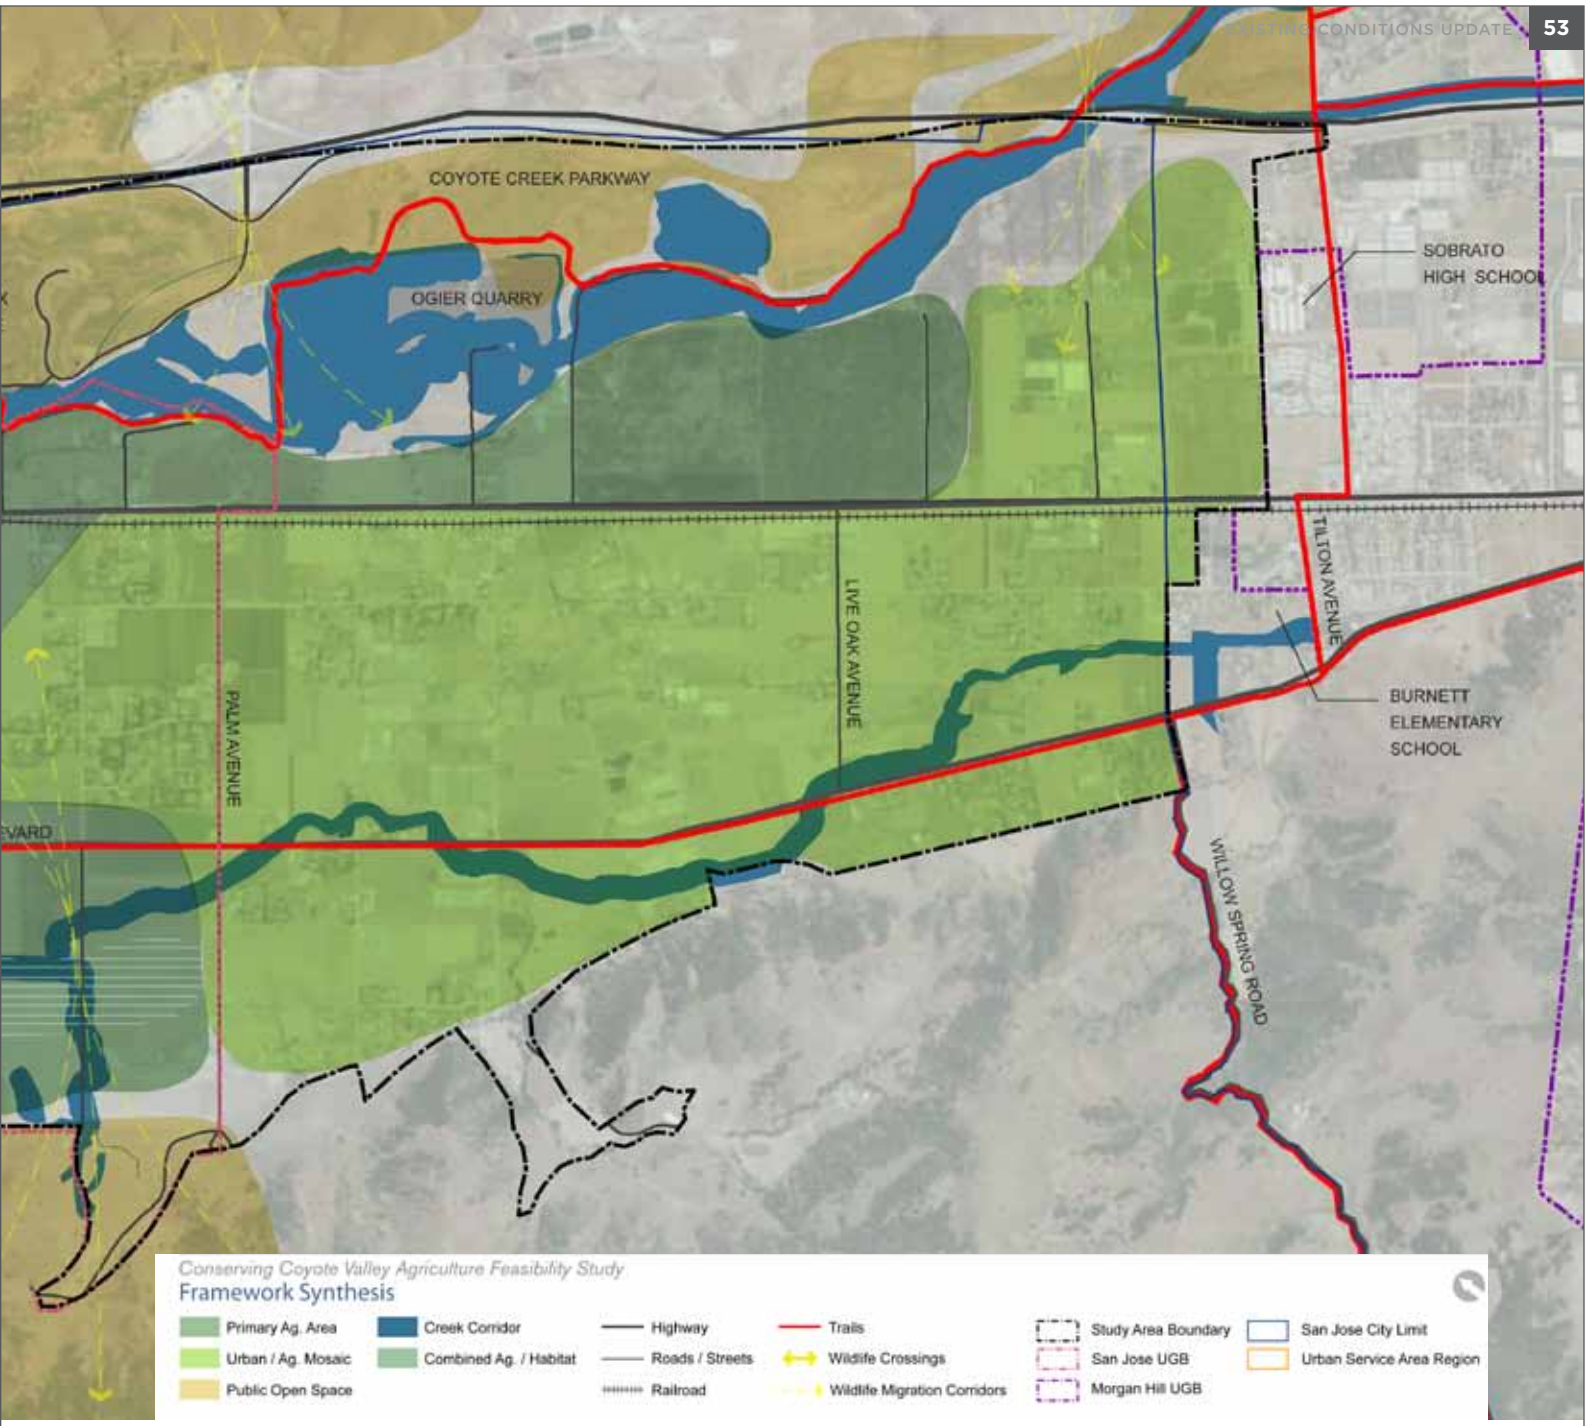 EXISTING CONDITIONS UPDATE
53
COYOTE CREEK PARKWAY
SOBRATO
HIGH SCHOOL
OGIER QUARRY
TILTON AVENUE
LIVE OAK AVENUE
PALM AVENUE
BURNETT
ELEMENTARY
SCHOOL
EVARD
WILLOW SPRING ROAD
Conserving Coyote Valley Agriculture Feasibility Study
Framework Synthesis
Primary Ag. Area
Urban / Ag. Mosaic
Public Open Space
Creek Corridor
Combined Ag. / Habitat
Highway
Roads / Streets
Railroad
Trails
Wildlife Crossings
Wildlife Migration Corridors
Study Area Boundary
San Jose UGB
Morgan Hill UGB
San Jose City Limit
Urban Service Area Region